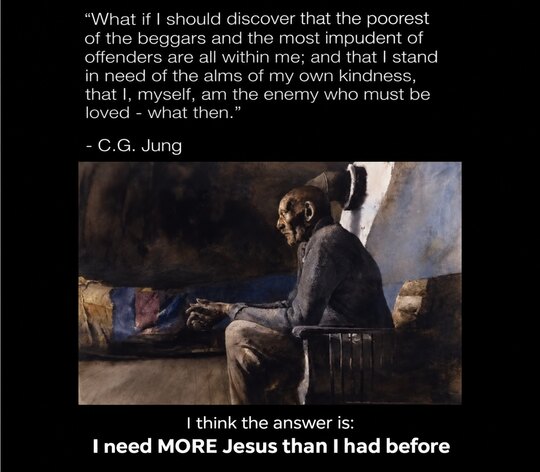 “What if I should discover that the poorest
of the beggars and the most impudent of
offenders are all within me; and that I stand
in need of the alms of my own kindness,
that I, myself, am the enemy who must be
loved - what then.”
- C.G. Jung
I think the answer is:
I need MORE Jesus than I had before